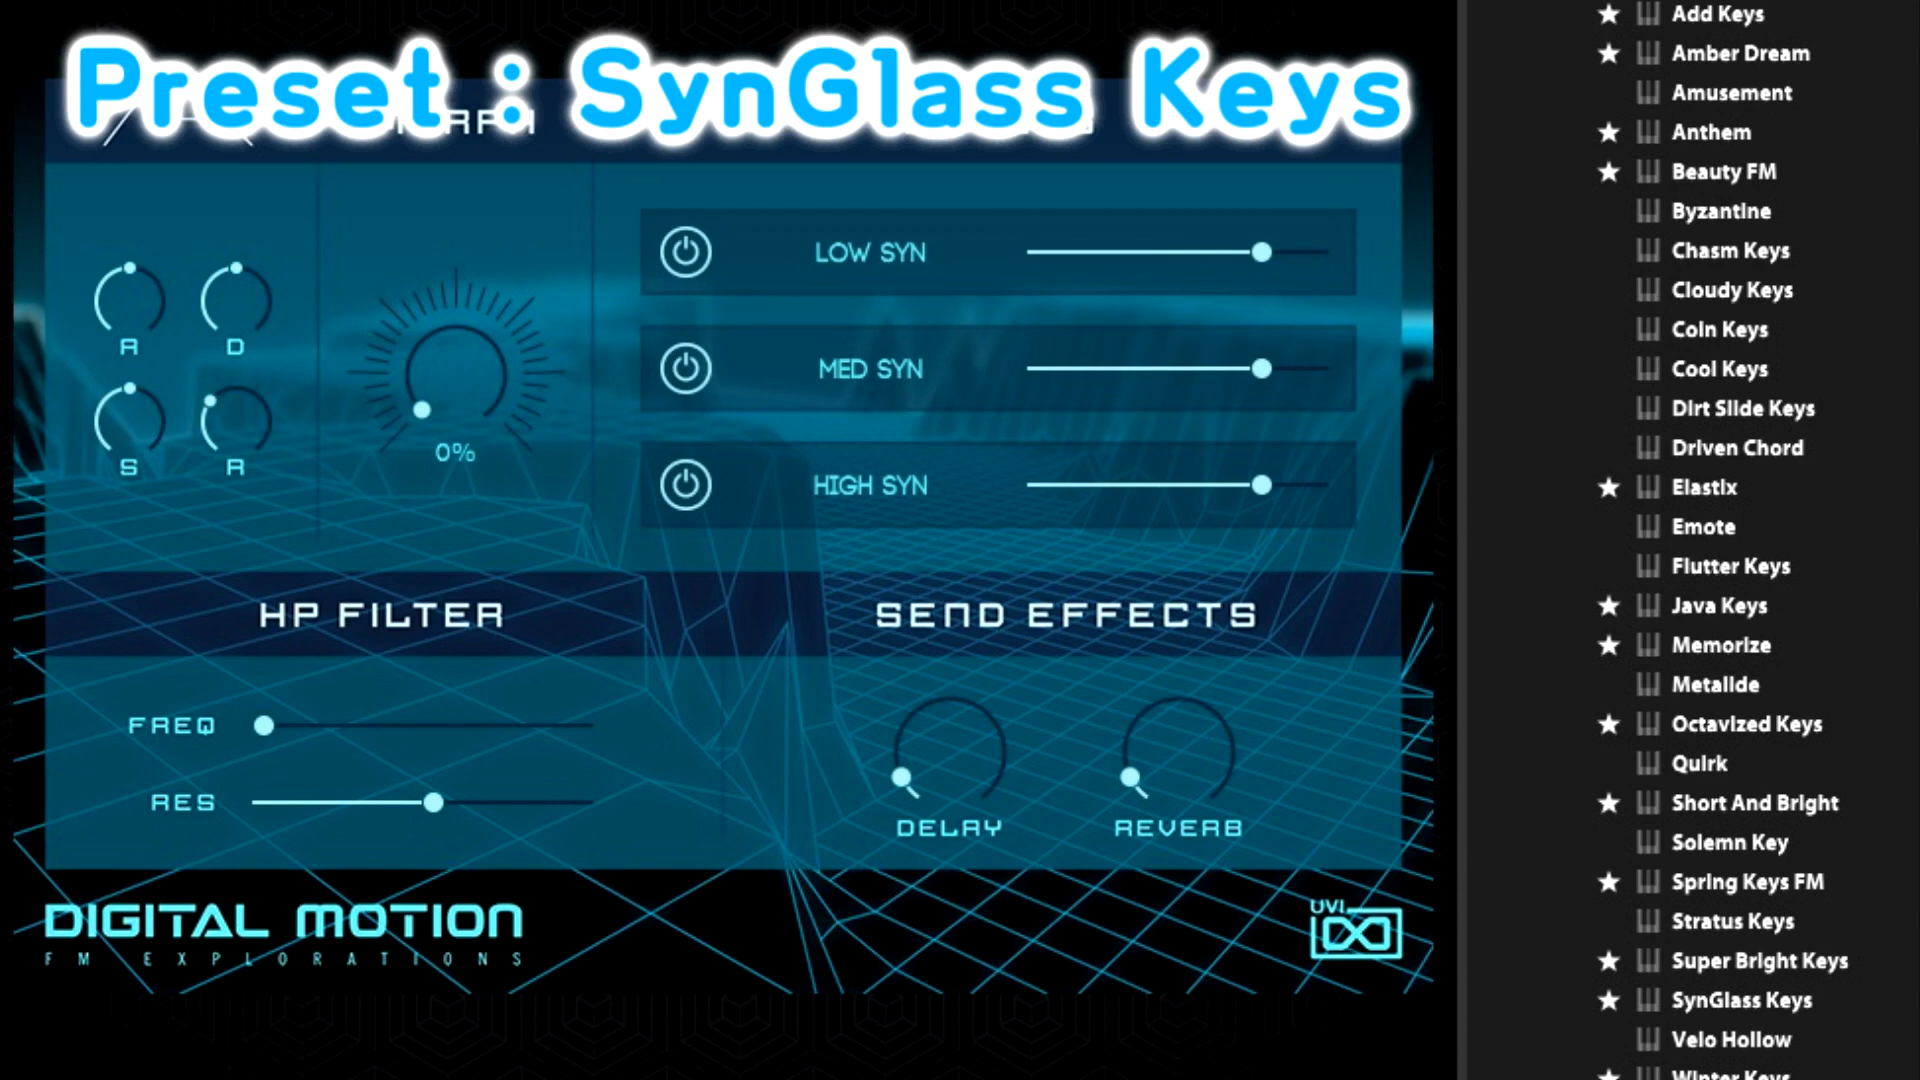 Preset : SynGlass Keys
A
D
S
R
0%
LOW SYN
MED SYN
HIGH SYN
HP FILTER
SEND EFFECTS
FREQ
RES
DELAY
REVERB
DIGITAL MOTION
FM EXPLORATIONS
UVI
Add Keys
Amber Dream
Amusement
Anthem
Beauty FM
Byzantine
Chasm Keys
Cloudy Keys
Coin Keys
Cool Keys
Dirt Slide Keys
Driven Chord
Elastix
Emote
Flutter Keys
Java Keys
Memorize
Metalide
Octavized Keys
Quirk
Short And Bright
Solemn Key
Spring Keys FM
Stratus Keys
Super Bright Keys
SynGlass Keys
Velo Hollow
Winter Keys